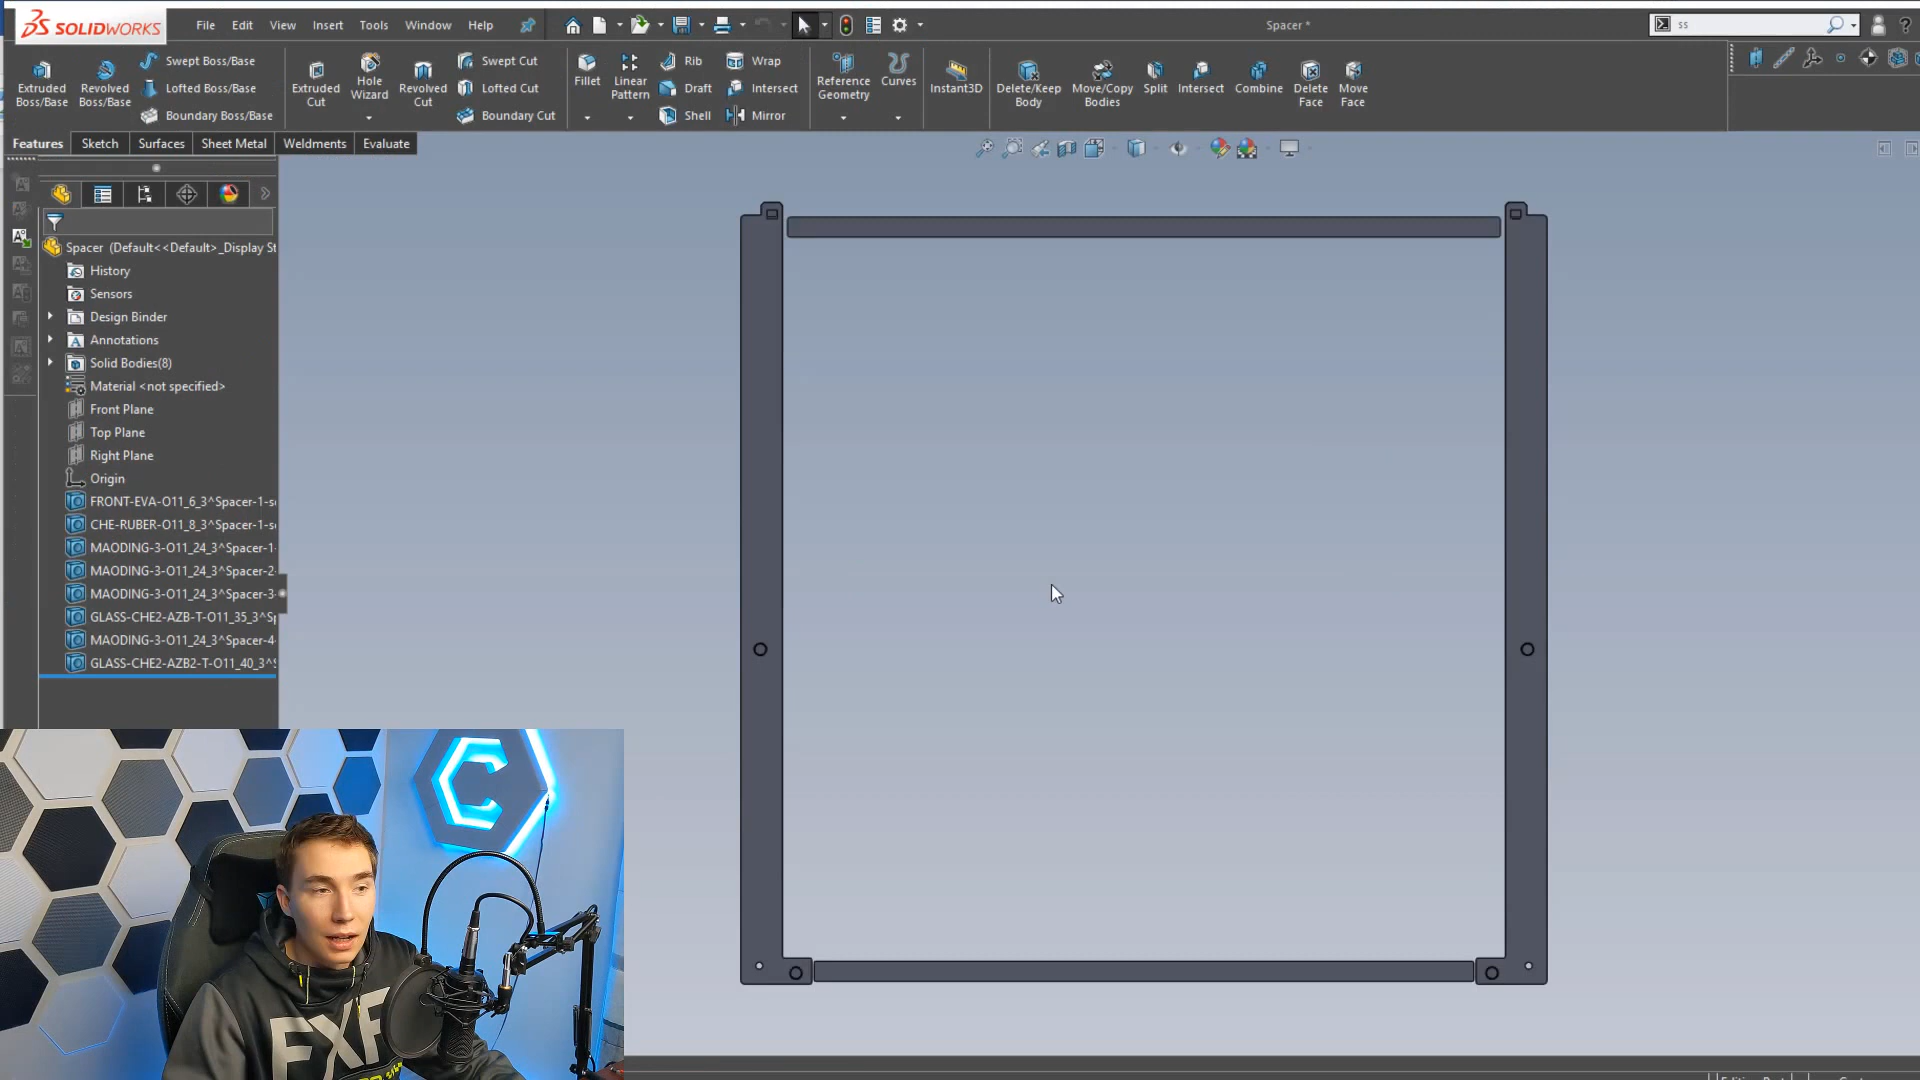 SOLIDWORKS File Edit View Insert Tools Window Help Spacer * ss ?
Extruded Boss/Base
Revolved Boss/Base
Swept Boss/Base
Lofted Boss/Base
Boundary Boss/Base
Extruded Cut
Hole Wizard
Revolved Cut
Swept Cut
Lofted Cut
Boundary Cut
Fillet
Linear Pattern
Rib
Draft
Shell
Wrap
Intersect
Mirror
Reference Geometry
Curves
Instant3D
Delete/Keep Body
Move/Copy Bodies
Split
Intersect
Combine
Delete Face
Move Face
Features Sketch Surfaces Sheet Metal Weldments Evaluate
Spacer (Default<<Default>_Display St
History
Sensors
Design Binder
Annotations
Solid Bodies(8)
Material <not specified>
Front Plane
Top Plane
Right Plane
Origin
FRONT-EVA-O11_6_3^Spacer-1-s
CHE-RUBER-O11_8_3^Spacer-1-s
MAODING-3-O11_24_3^Spacer-1
MAODING-3-O11_24_3^Spacer-2
MAODING-3-O11_24_3^Spacer-3
GLASS-CHE2-AZB-T-O11_35_3^S
MAODING-3-O11_24_3^Spacer-4
GLASS-CHE2-AZB2-T-O11_40_3^
C
FXF